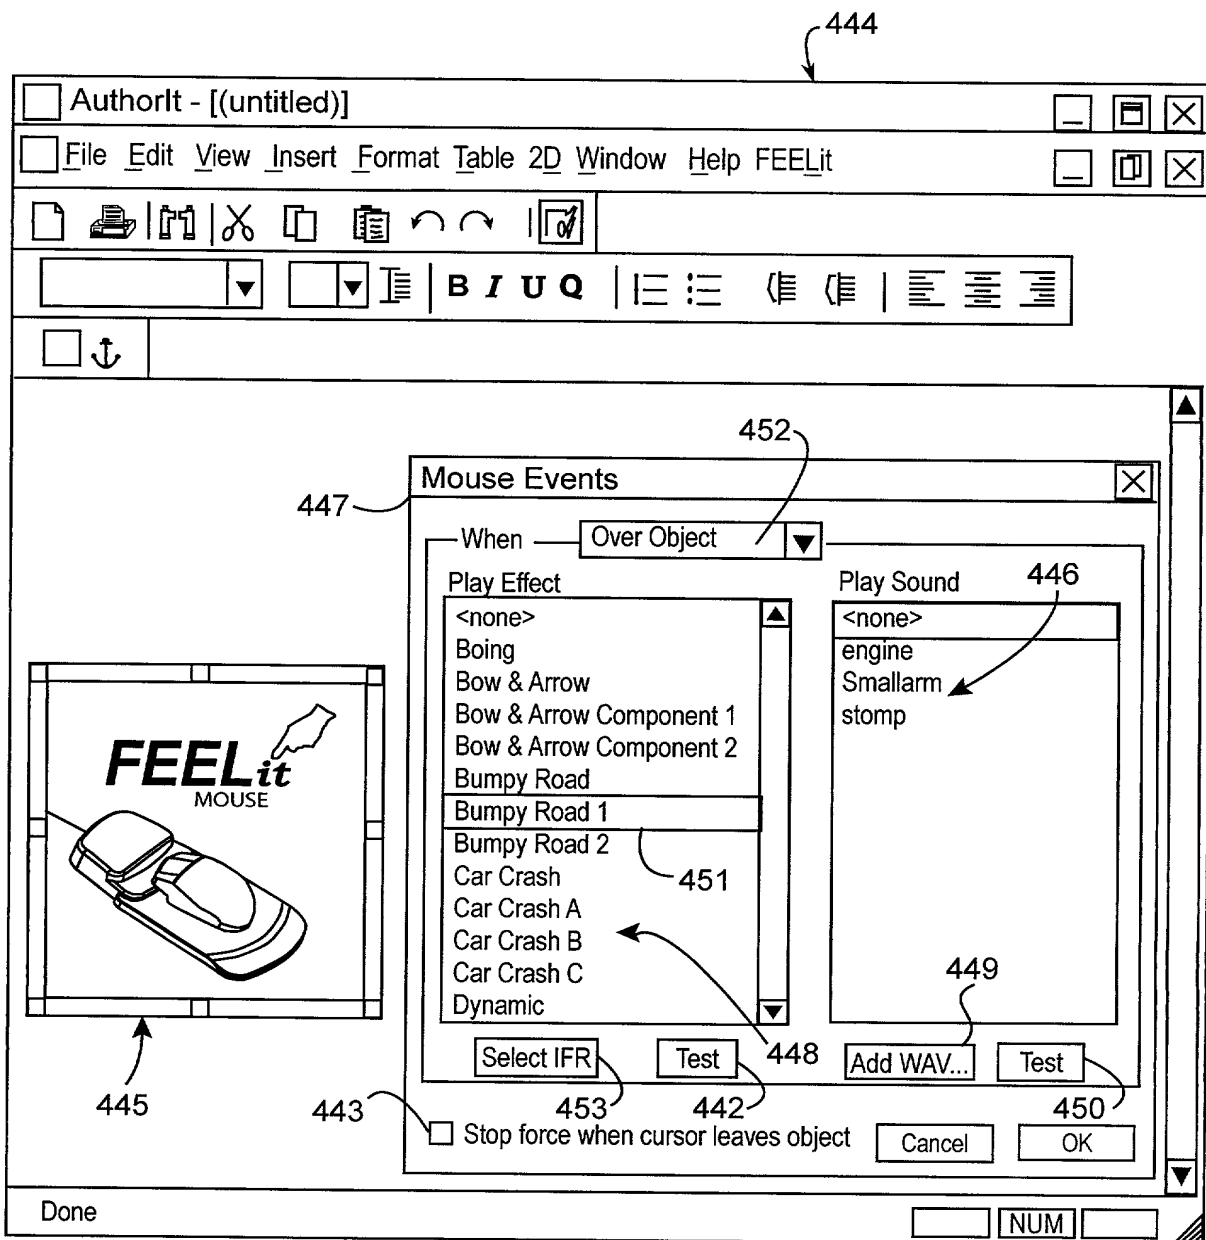 444
AuthorIt - [(untitled)]
File Edit View Insert Format Table 2D Window Help FEELit
B I U Q
452
Mouse Events
447
When Over Object
Play Effect
Play Sound
446
<none>
Boing
Bow & Arrow
Bow & Arrow Component 1
Bow & Arrow Component 2
Bumpy Road
Bumpy Road 1
Bumpy Road 2
Car Crash
Car Crash A
Car Crash B
Car Crash C
Dynamic
<none>
engine
Smallarm
stomp
451
FEELit
MOUSE
449
448
Select IFR
Test
Add WAV...
Test
445
443
453
442
450
Stop force when cursor leaves object
Cancel
OK
Done
NUM